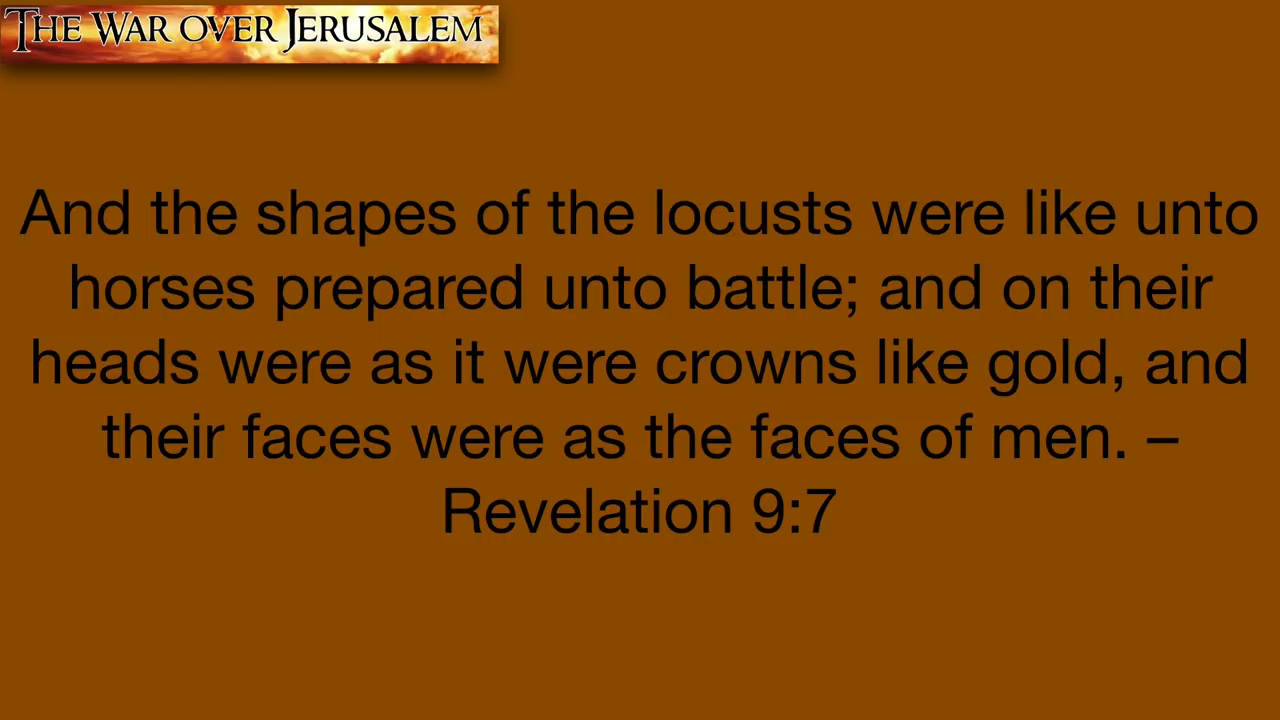 THE WAR OVER JERUSALEM
And the shapes of the locusts were like unto
horses prepared unto battle; and on their
heads were as it were crowns like gold, and
their faces were as the faces of men. –
Revelation 9:7